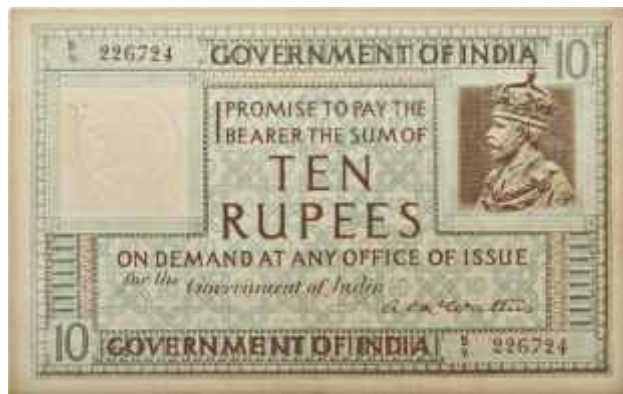 226724 GOVERNMENT OF INDIA 10
I PROMISE TO PAY THE
BEARER THE SUM OF
TEN
RUPEES
ON DEMAND AT ANY OFFICE OF ISSUE
for the Government of India
10 GOVERNMENT OF INDIA 226724